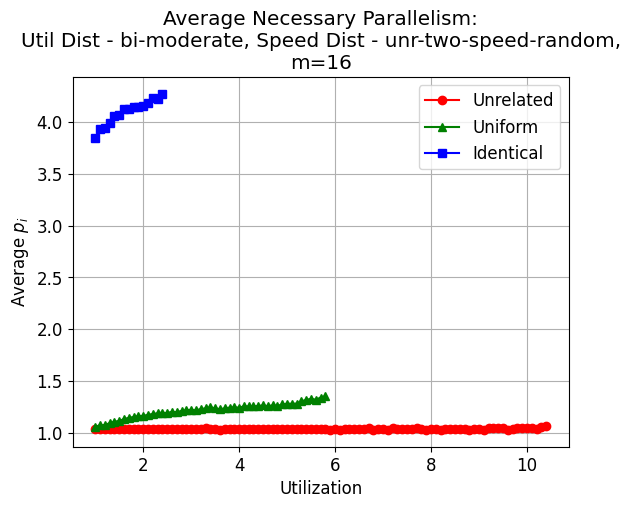 Average Necessary Parallelism:
Util Dist - bi-moderate, Speed Dist - unr-two-speed-random,
m=16
Unrelated
Uniform
Identical
4.0
3.5
3.0
2.5
2.0
1.5
1.0
Average p_i
2
4
6
8
10
Utilization